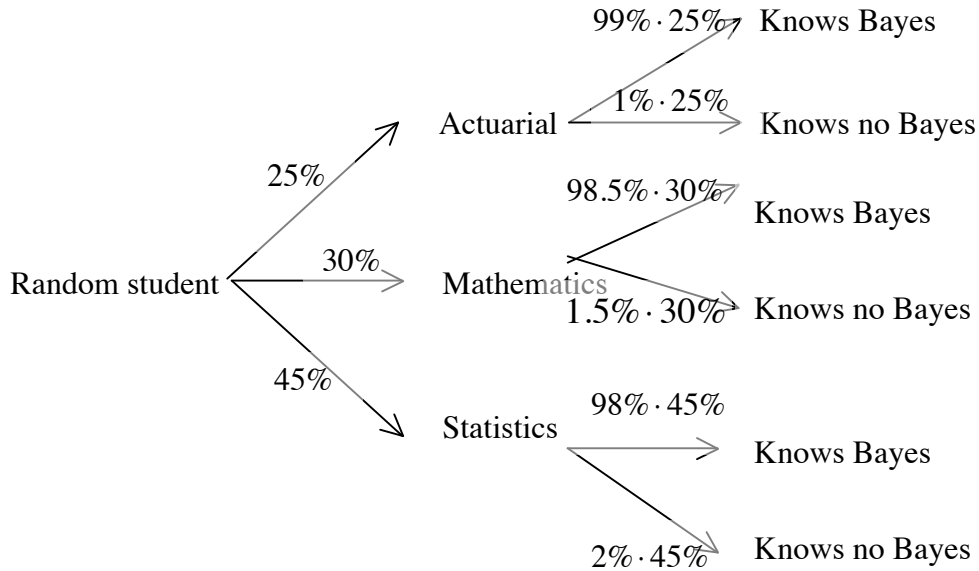 99% · 25%
Knows Bayes
1% · 25%
Actuarial
Knows no Bayes
25%
98.5% · 30%
Knows Bayes
30%
Random student
Mathematics
1.5% · 30%
Knows no Bayes
45%
98% · 45%
Statistics
Knows Bayes
2% · 45%
Knows no Bayes